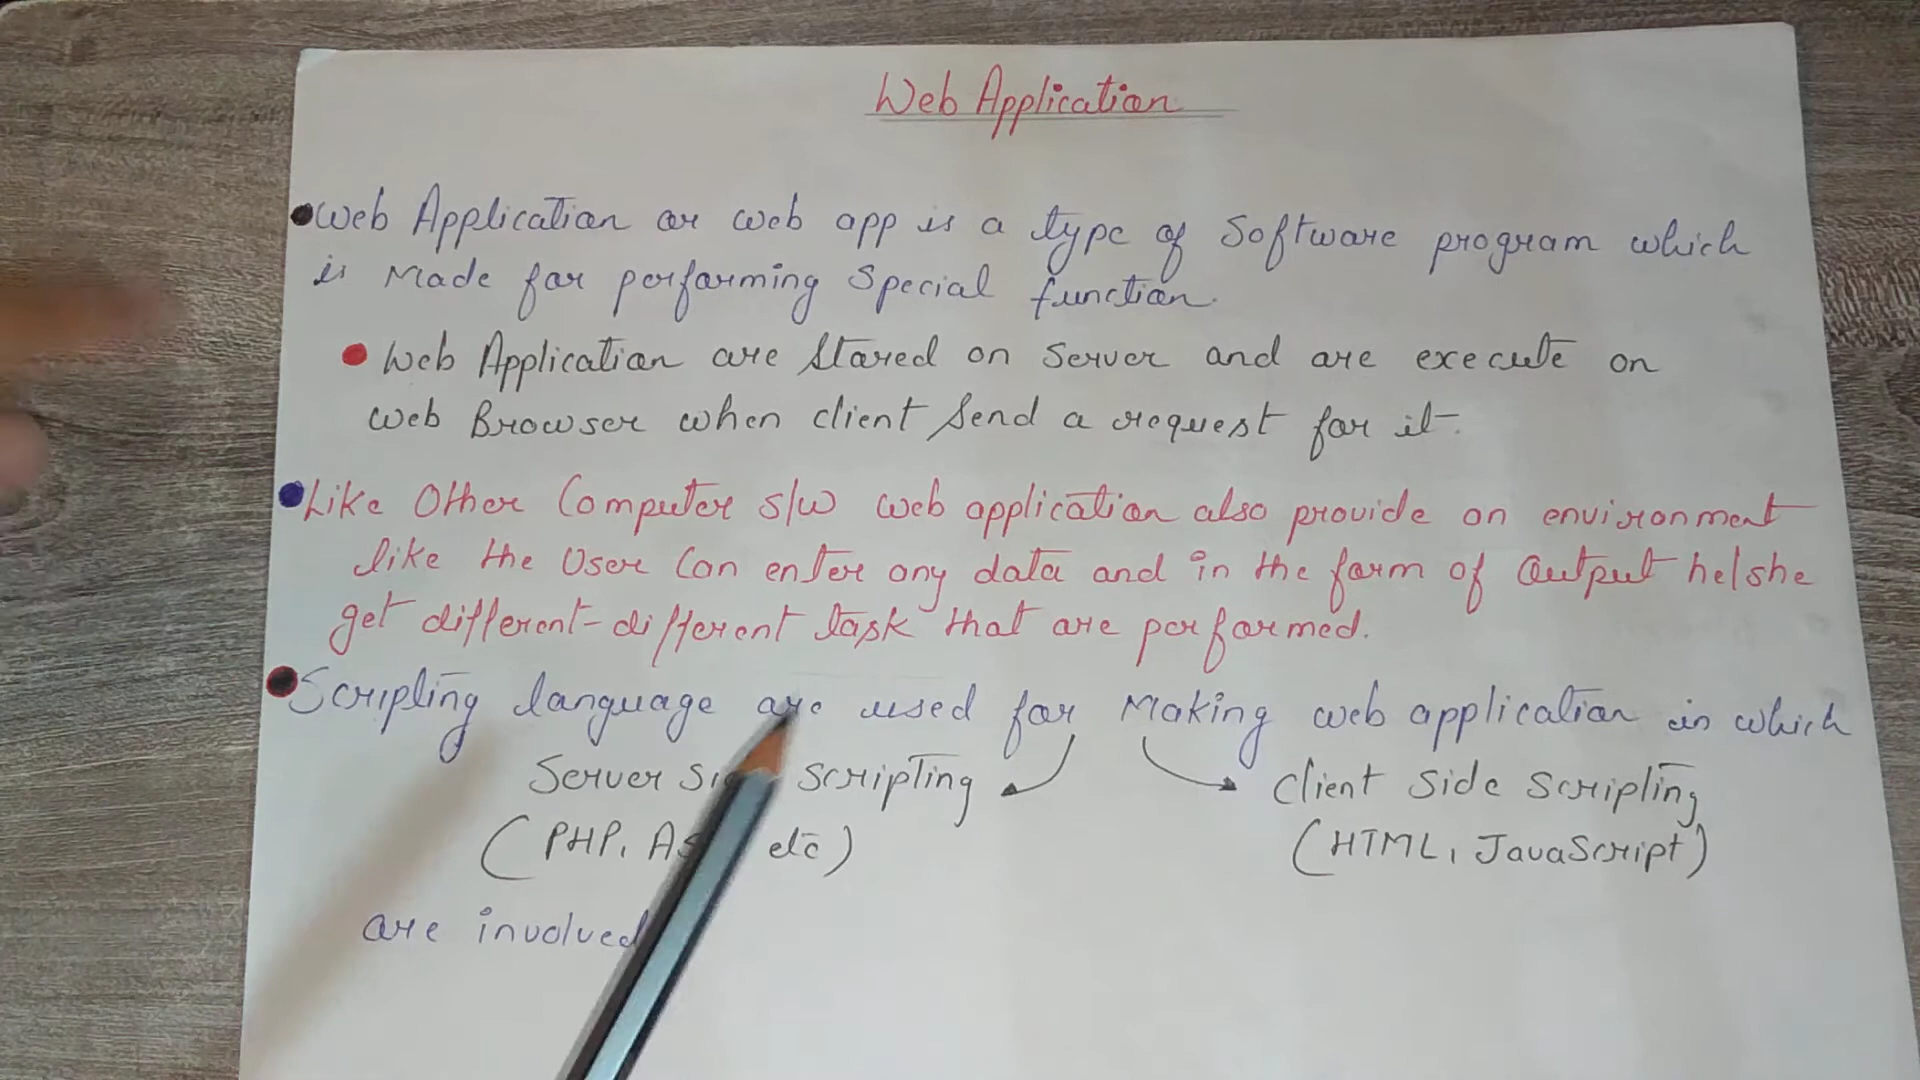 Web Application
Web Application or web app is a type of Software program which
is Made for performing Special function.
Web Application are Stored on Server and are execute on
Web Browser when client Send a request for it.
Like Other Computer s/w web application also provide on environment
like the User Can enter any data and in the form of Output he/she
get different-different task that are performed.
Scripting language are used for Making web application in which
Server scripting Client Side Scripting
(PHP, etc) (HTML, JavaScript)
are involved